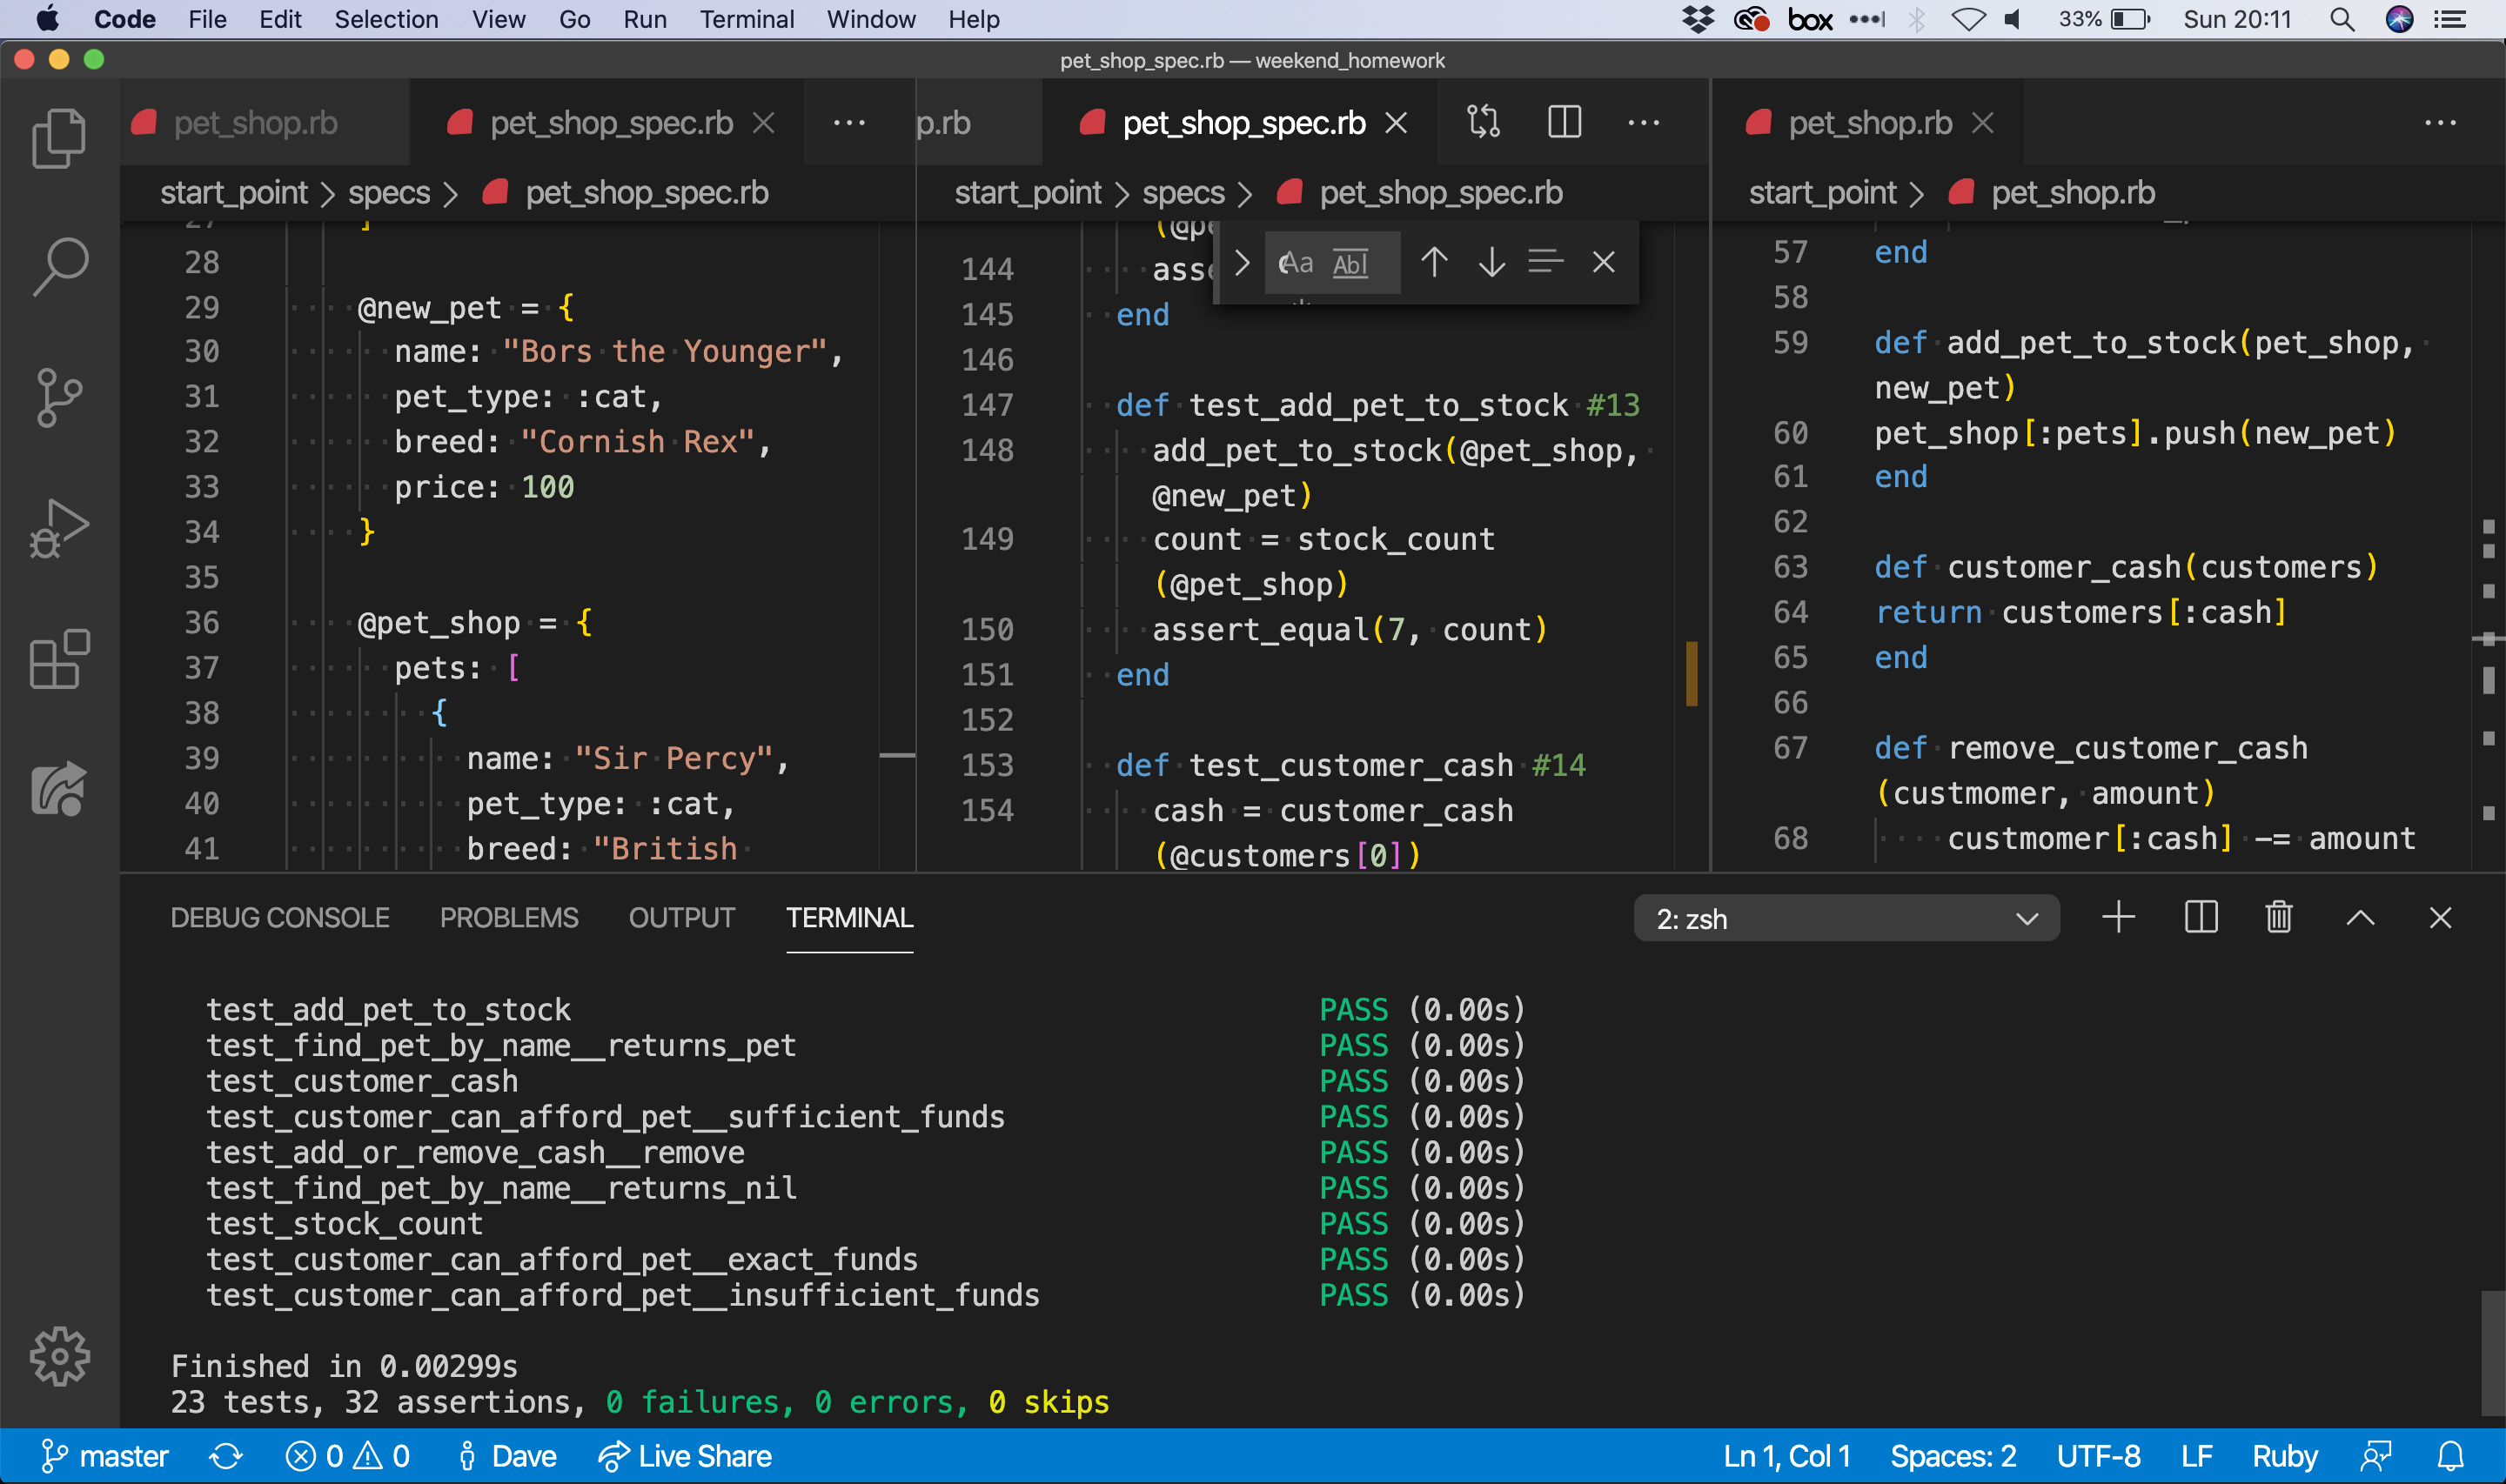 Code File Edit Selection View Go Run Terminal Window Help box 33% Sun 20:11
pet_shop_spec.rb — weekend_homework
pet_shop.rb pet_shop_spec.rb
p.rb pet_shop_spec.rb
pet_shop.rb
start_point > specs > pet_shop_spec.rb
27 ]
28
29 @new_pet = {
30 name: "Bors the Younger",
31 pet_type: :cat,
32 breed: "Cornish Rex",
33 price: 100
34 }
35
36 @pet_shop = {
37 pets: [
38 {
39 name: "Sir Percy",
40 pet_type: :cat,
41 breed: "British
start_point > specs > pet_shop_spec.rb
(@pe
Aa Abl
144 asse
145 end
146
147 def test_add_pet_to_stock #13
148 add_pet_to_stock(@pet_shop,
@new_pet)
149 count = stock_count
(@pet_shop)
150 assert_equal(7, count)
151 end
152
153 def test_customer_cash #14
154 cash = customer_cash
(@customers[0])
start_point > pet_shop.rb
57 end
58
59 def add_pet_to_stock(pet_shop,
new_pet)
60 pet_shop[:pets].push(new_pet)
61 end
62
63 def customer_cash(customers)
64 return customers[:cash]
65 end
66
67 def remove_customer_cash
(custmomer, amount)
68 custmomer[:cash] -= amount
DEBUG CONSOLE PROBLEMS OUTPUT TERMINAL 2: zsh
test_add_pet_to_stock PASS (0.00s)
test_find_pet_by_name__returns_pet PASS (0.00s)
test_customer_cash PASS (0.00s)
test_customer_can_afford_pet__sufficient_funds PASS (0.00s)
test_add_or_remove_cash__remove PASS (0.00s)
test_find_pet_by_name__returns_nil PASS (0.00s)
test_stock_count PASS (0.00s)
test_customer_can_afford_pet__exact_funds PASS (0.00s)
test_customer_can_afford_pet__insufficient_funds PASS (0.00s)
Finished in 0.00299s
23 tests, 32 assertions, 0 failures, 0 errors, 0 skips
master 0 0 Dave Live Share Ln 1, Col 1 Spaces: 2 UTF-8 LF Ruby